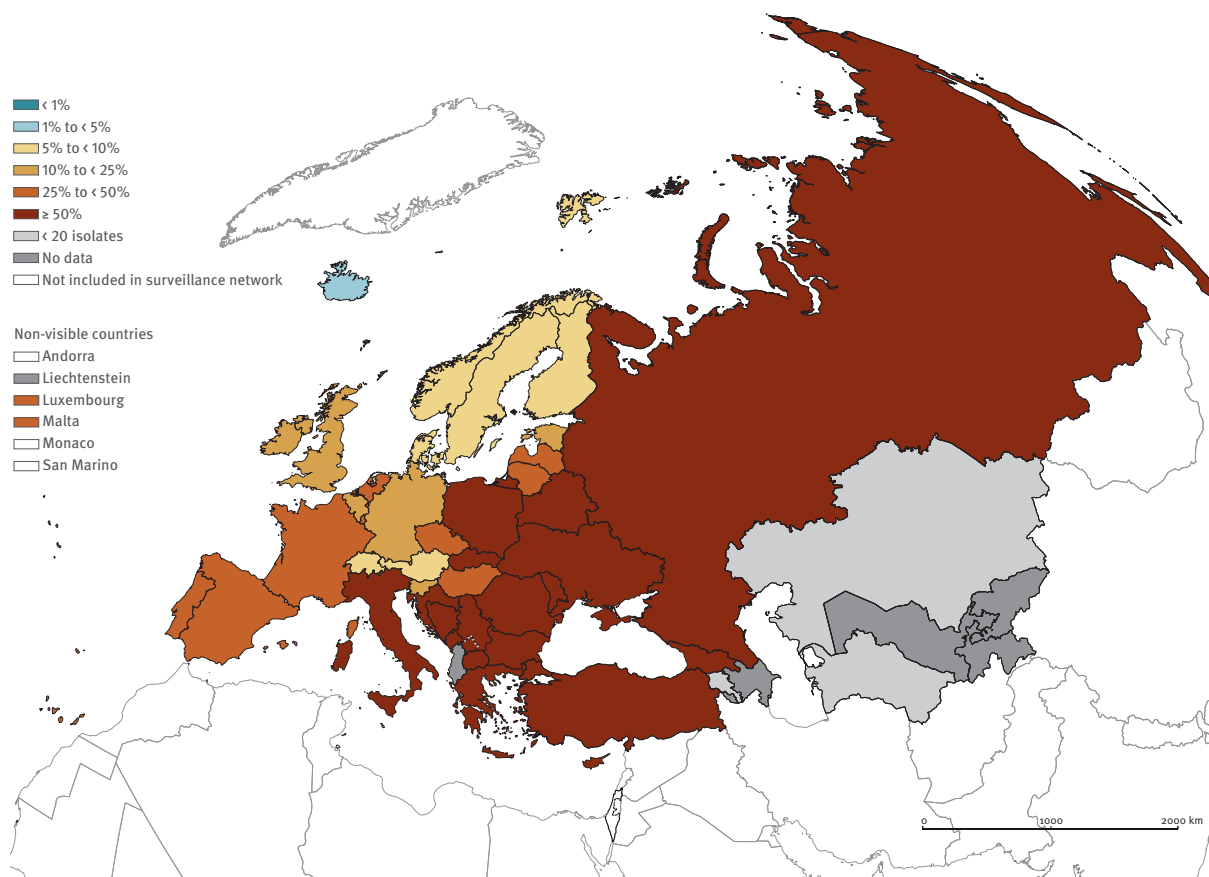 < 1%
1% to < 5%
5% to < 10%
10% to < 25%
25% to < 50%
≥ 50%
< 20 isolates
No data
Not included in surveillance network
Non-visible countries
Andorra
Liechtenstein
Luxembourg
Malta
Monaco
San Marino
0 1000 2000 km